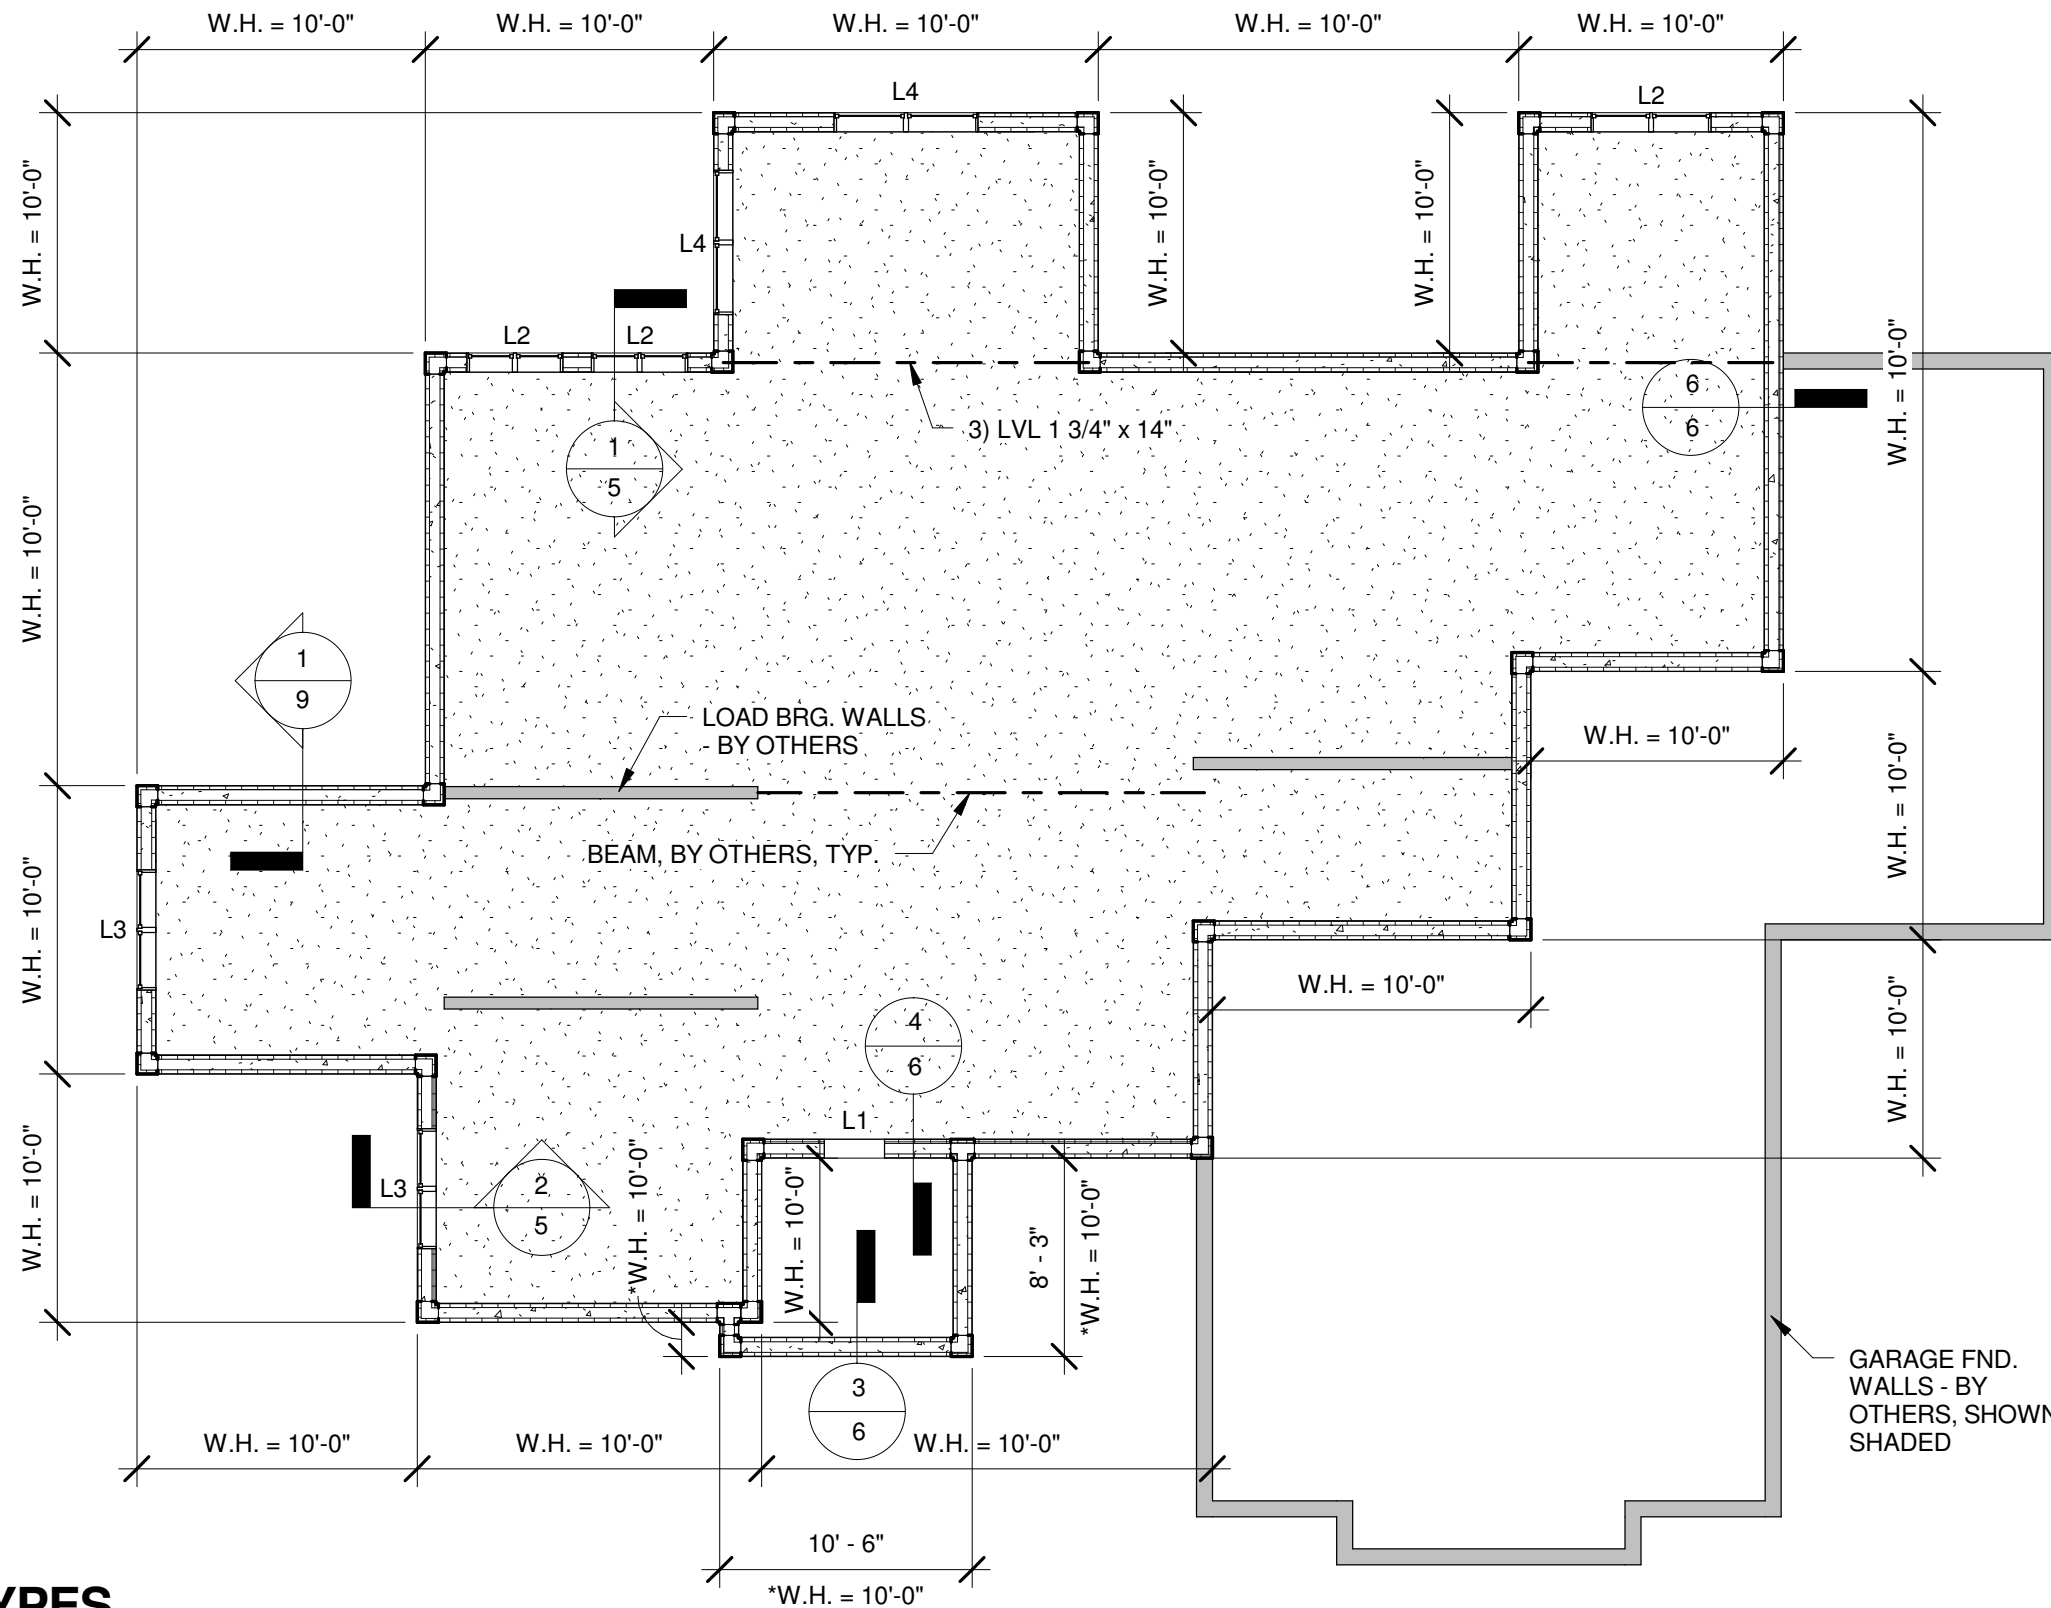 W.H. = 10'-0"
W.H. = 10'-0"
W.H. = 10'-0"
W.H. = 10'-0"
W.H. = 10'-0"
L4
L2
W.H. = 10'-0"
W.H. = 10'-0"
W.H. = 10'-0"
L4
L2
L2
W.H. = 10'-0"
6
6
3) LVL 1 3/4" x 14"
1
5
W.H. = 10'-0"
1
9
LOAD BRG. WALLS
- BY OTHERS
W.H. = 10'-0"
W.H. = 10'-0"
BEAM, BY OTHERS, TYP.
L3
W.H. = 10'-0"
W.H. = 10'-0"
W.H. = 10'-0"
4
6
L1
W.H. = 10'-0"
L3
2
5
*W.H. = 10'-0"
W.H. = 10'-0"
8' - 3"
*W.H. = 10'-0"
GARAGE FND.
WALLS - BY
OTHERS, SHOWN
SHADED
3
6
W.H. = 10'-0"
W.H. = 10'-0"
W.H. = 10'-0"
10' - 6"
*W.H. = 10'-0"
YPES